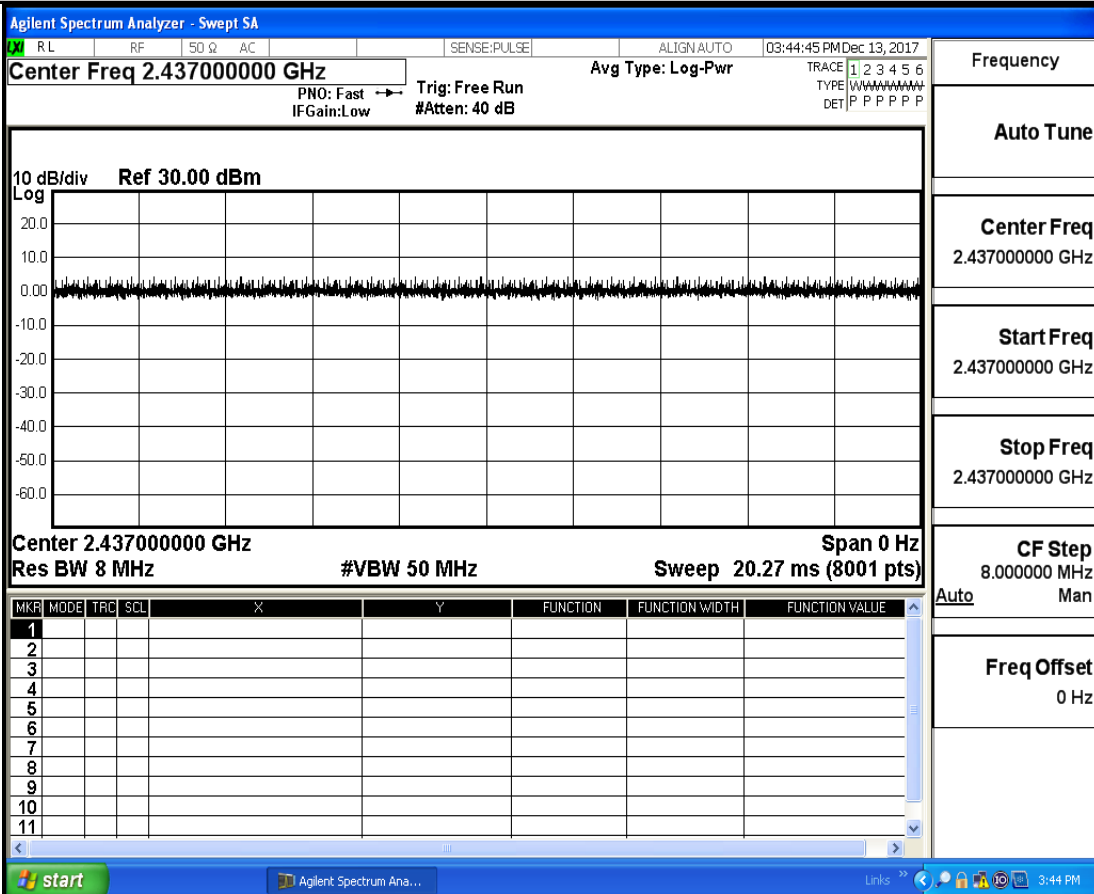 Agilent Spectrum Analyzer - Swept SA
LXI RL RF 50 Ω AC SENSE:PULSE ALIGN AUTO 03:44:45 PM Dec 13, 2017
Center Freq 2.437000000 GHz
PNO: Fast
IFGain:Low
Trig: Free Run
#Atten: 40 dB
Avg Type: Log-Pwr
TRACE 1 2 3 4 5 6
TYPE WWWWWW
DET P P P P P P
10 dB/div Ref 30.00 dBm
Log
20.0
10.0
0.00
-10.0
-20.0
-30.0
-40.0
-50.0
-60.0
Center 2.437000000 GHz Span 0 Hz
Res BW 8 MHz #VBW 50 MHz Sweep 20.27 ms (8001 pts)
MKR MODE TRC SCL X Y FUNCTION FUNCTION WIDTH FUNCTION VALUE
1
2
3
4
5
6
7
8
9
10
11
Frequency
Auto Tune
Center Freq
2.437000000 GHz
Start Freq
2.437000000 GHz
Stop Freq
2.437000000 GHz
CF Step
8.000000 MHz
Auto Man
Freq Offset
0 Hz
start Agilent Spectrum Ana... Links » 3:44 PM